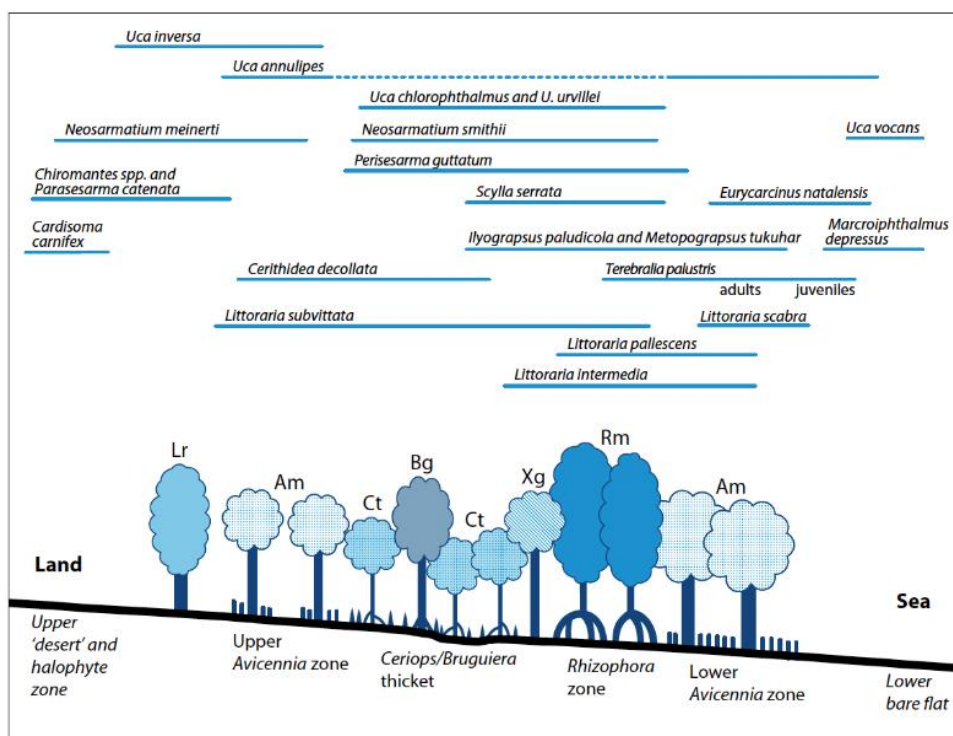 Uca inversa
Uca annulipes
Uca chlorophthalmus and U. urvillei
Neosarmatium meinerti
Neosarmatium smithii
Uca vocans
Perisesarma guttatum
Chiromantes spp. and
Parasesarma catenata
Scylla serrata
Eurycarcinus natalensis
Cardisoma
carnifex
Ilyograpsus paludicola and Metopograpsus tukuhar
Marcroiphthalmus
depressus
Cerithidea decollata
Terebralia palustris
adults
juveniles
Littoraria subvittata
Littoraria scabra
Littoraria pallescens
Littoraria intermedia
Lr
Am
Ct
Bg
Ct
Xg
Rm
Am
Land
Sea
Upper
'desert' and
halophyte
zone
Upper
Avicennia zone
Ceriops/Bruguiera
thicket
Rhizophora
zone
Lower
Avicennia zone
Lower
bare flat